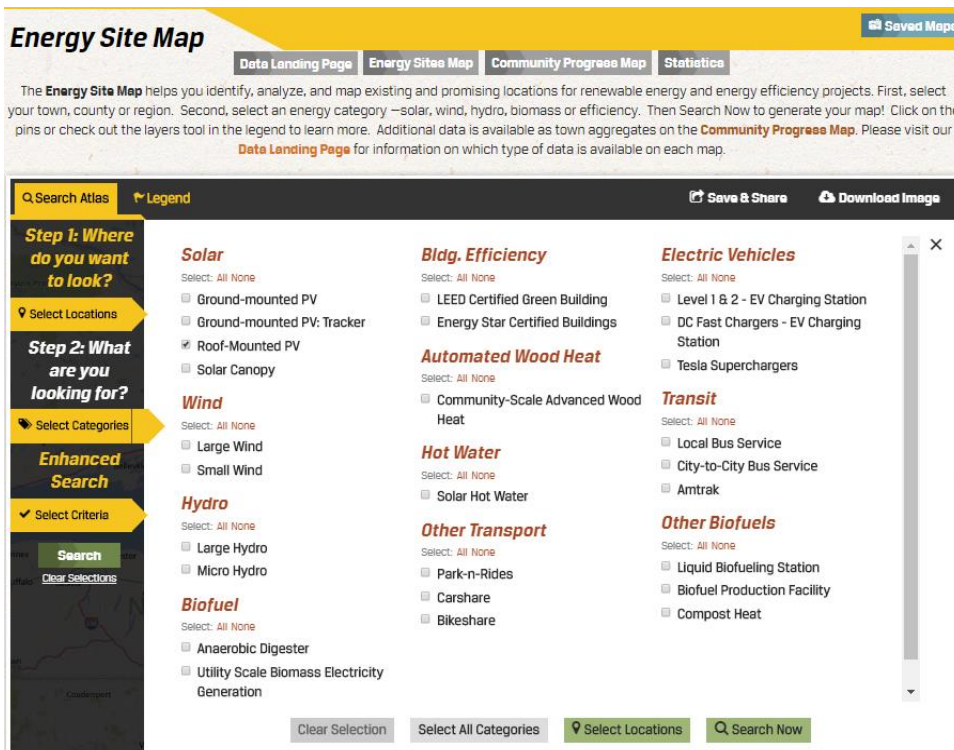 Energy Site Map
Saved Maps
Data Landing Page Energy Sites Map Community Progress Map Statistics
The Energy Site Map helps you identify, analyze, and map existing and promising locations for renewable energy and energy efficiency projects. First, select
your town, county or region. Second, select an energy category —solar, wind, hydro, biomass or efficiency. Then Search Now to generate your map! Click on the
pins or check out the layers tool in the legend to learn more. Additional data is available as town aggregates on the Community Progress Map. Please visit our
Data Landing Page for information on which type of data is available on each map.
Search Atlas Legend Save & Share Download Image
Step 1: Where
do you want
to look?
Select Locations
Step 2: What
are you
looking for?
Select Categories
Enhanced
Search
Select Criteria
Search
Clear Selections
Solar
Select: All None
Ground-mounted PV
Ground-mounted PV: Tracker
Roof-Mounted PV
Solar Canopy
Wind
Select: All None
Large Wind
Small Wind
Hydro
Select: All None
Large Hydro
Micro Hydro
Biofuel
Select: All None
Anaerobic Digester
Utility Scale Biomass Electricity
Generation
Bldg. Efficiency
Select: All None
LEED Certified Green Building
Energy Star Certified Buildings
Automated Wood Heat
Select: All None
Community-Scale Advanced Wood
Heat
Hot Water
Select: All None
Solar Hot Water
Other Transport
Select: All None
Park-n-Rides
Carshare
Bikeshare
Electric Vehicles
Select: All None
Level 1 & 2 - EV Charging Station
DC Fast Chargers - EV Charging
Station
Tesla Superchargers
Transit
Select: All None
Local Bus Service
City-to-City Bus Service
Amtrak
Other Biofuels
Select: All None
Liquid Biofueling Station
Biofuel Production Facility
Compost Heat
Clear Selection Select All Categories Select Locations Search Now